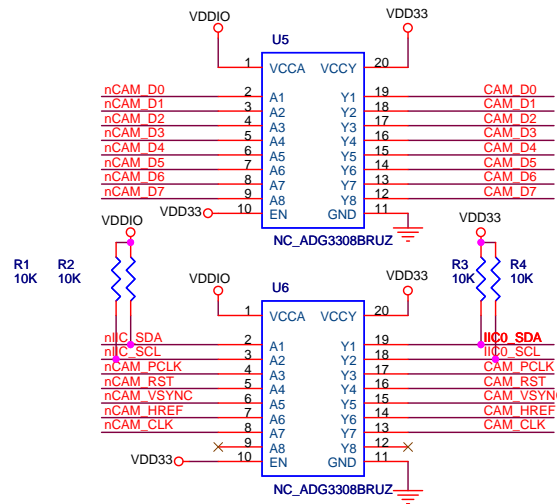 VDDIO VDD33
U5
1 VCCA VCCY 20
nCAM_D0 2 A1 Y1 19 CAM_D0
nCAM_D1 3 A2 Y2 18 CAM_D1
nCAM_D2 4 A3 Y3 17 CAM_D2
nCAM_D3 5 A4 Y4 16 CAM_D3
nCAM_D4 6 A5 Y5 15 CAM_D4
nCAM_D5 7 A6 Y6 14 CAM_D5
nCAM_D6 8 A7 Y7 13 CAM_D6
nCAM_D7 9 A8 Y8 12 CAM_D7
VDD33 10 EN GND 11
NC_ADG3308BRUZ
VDDIO VDD33
R1 10K R2 10K R3 10K R4 10K
VDDIO VDD33
U6
1 VCCA VCCY 20
nIIC_SDA 2 A1 Y1 19 IIC0_SDA
nIIC_SCL 3 A2 Y2 18 IIC0_SCL
nCAM_PCLK 4 A3 Y3 17 CAM_PCLK
nCAM_RST 5 A4 Y4 16 CAM_RST
nCAM_VSYNC 6 A5 Y5 15 CAM_VSYNC
nCAM_HREF 7 A6 Y6 14 CAM_HREF
nCAM_CLK 8 A7 Y7 13 CAM_CLK
9 A8 Y8 12
VDD33 10 EN GND 11
NC_ADG3308BRUZ